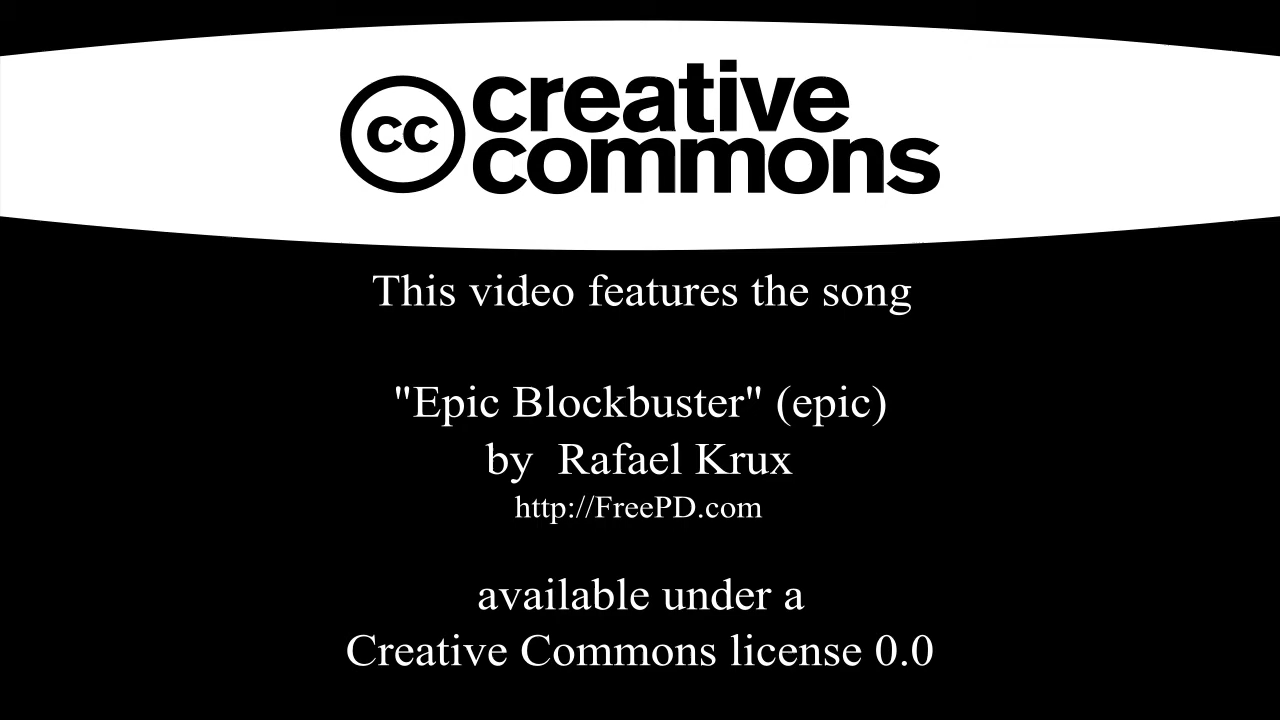 cc creative
commons
This video features the song
"Epic Blockbuster" (epic)
by Rafael Krux
http://FreePD.com
available under a
Creative Commons license 0.0